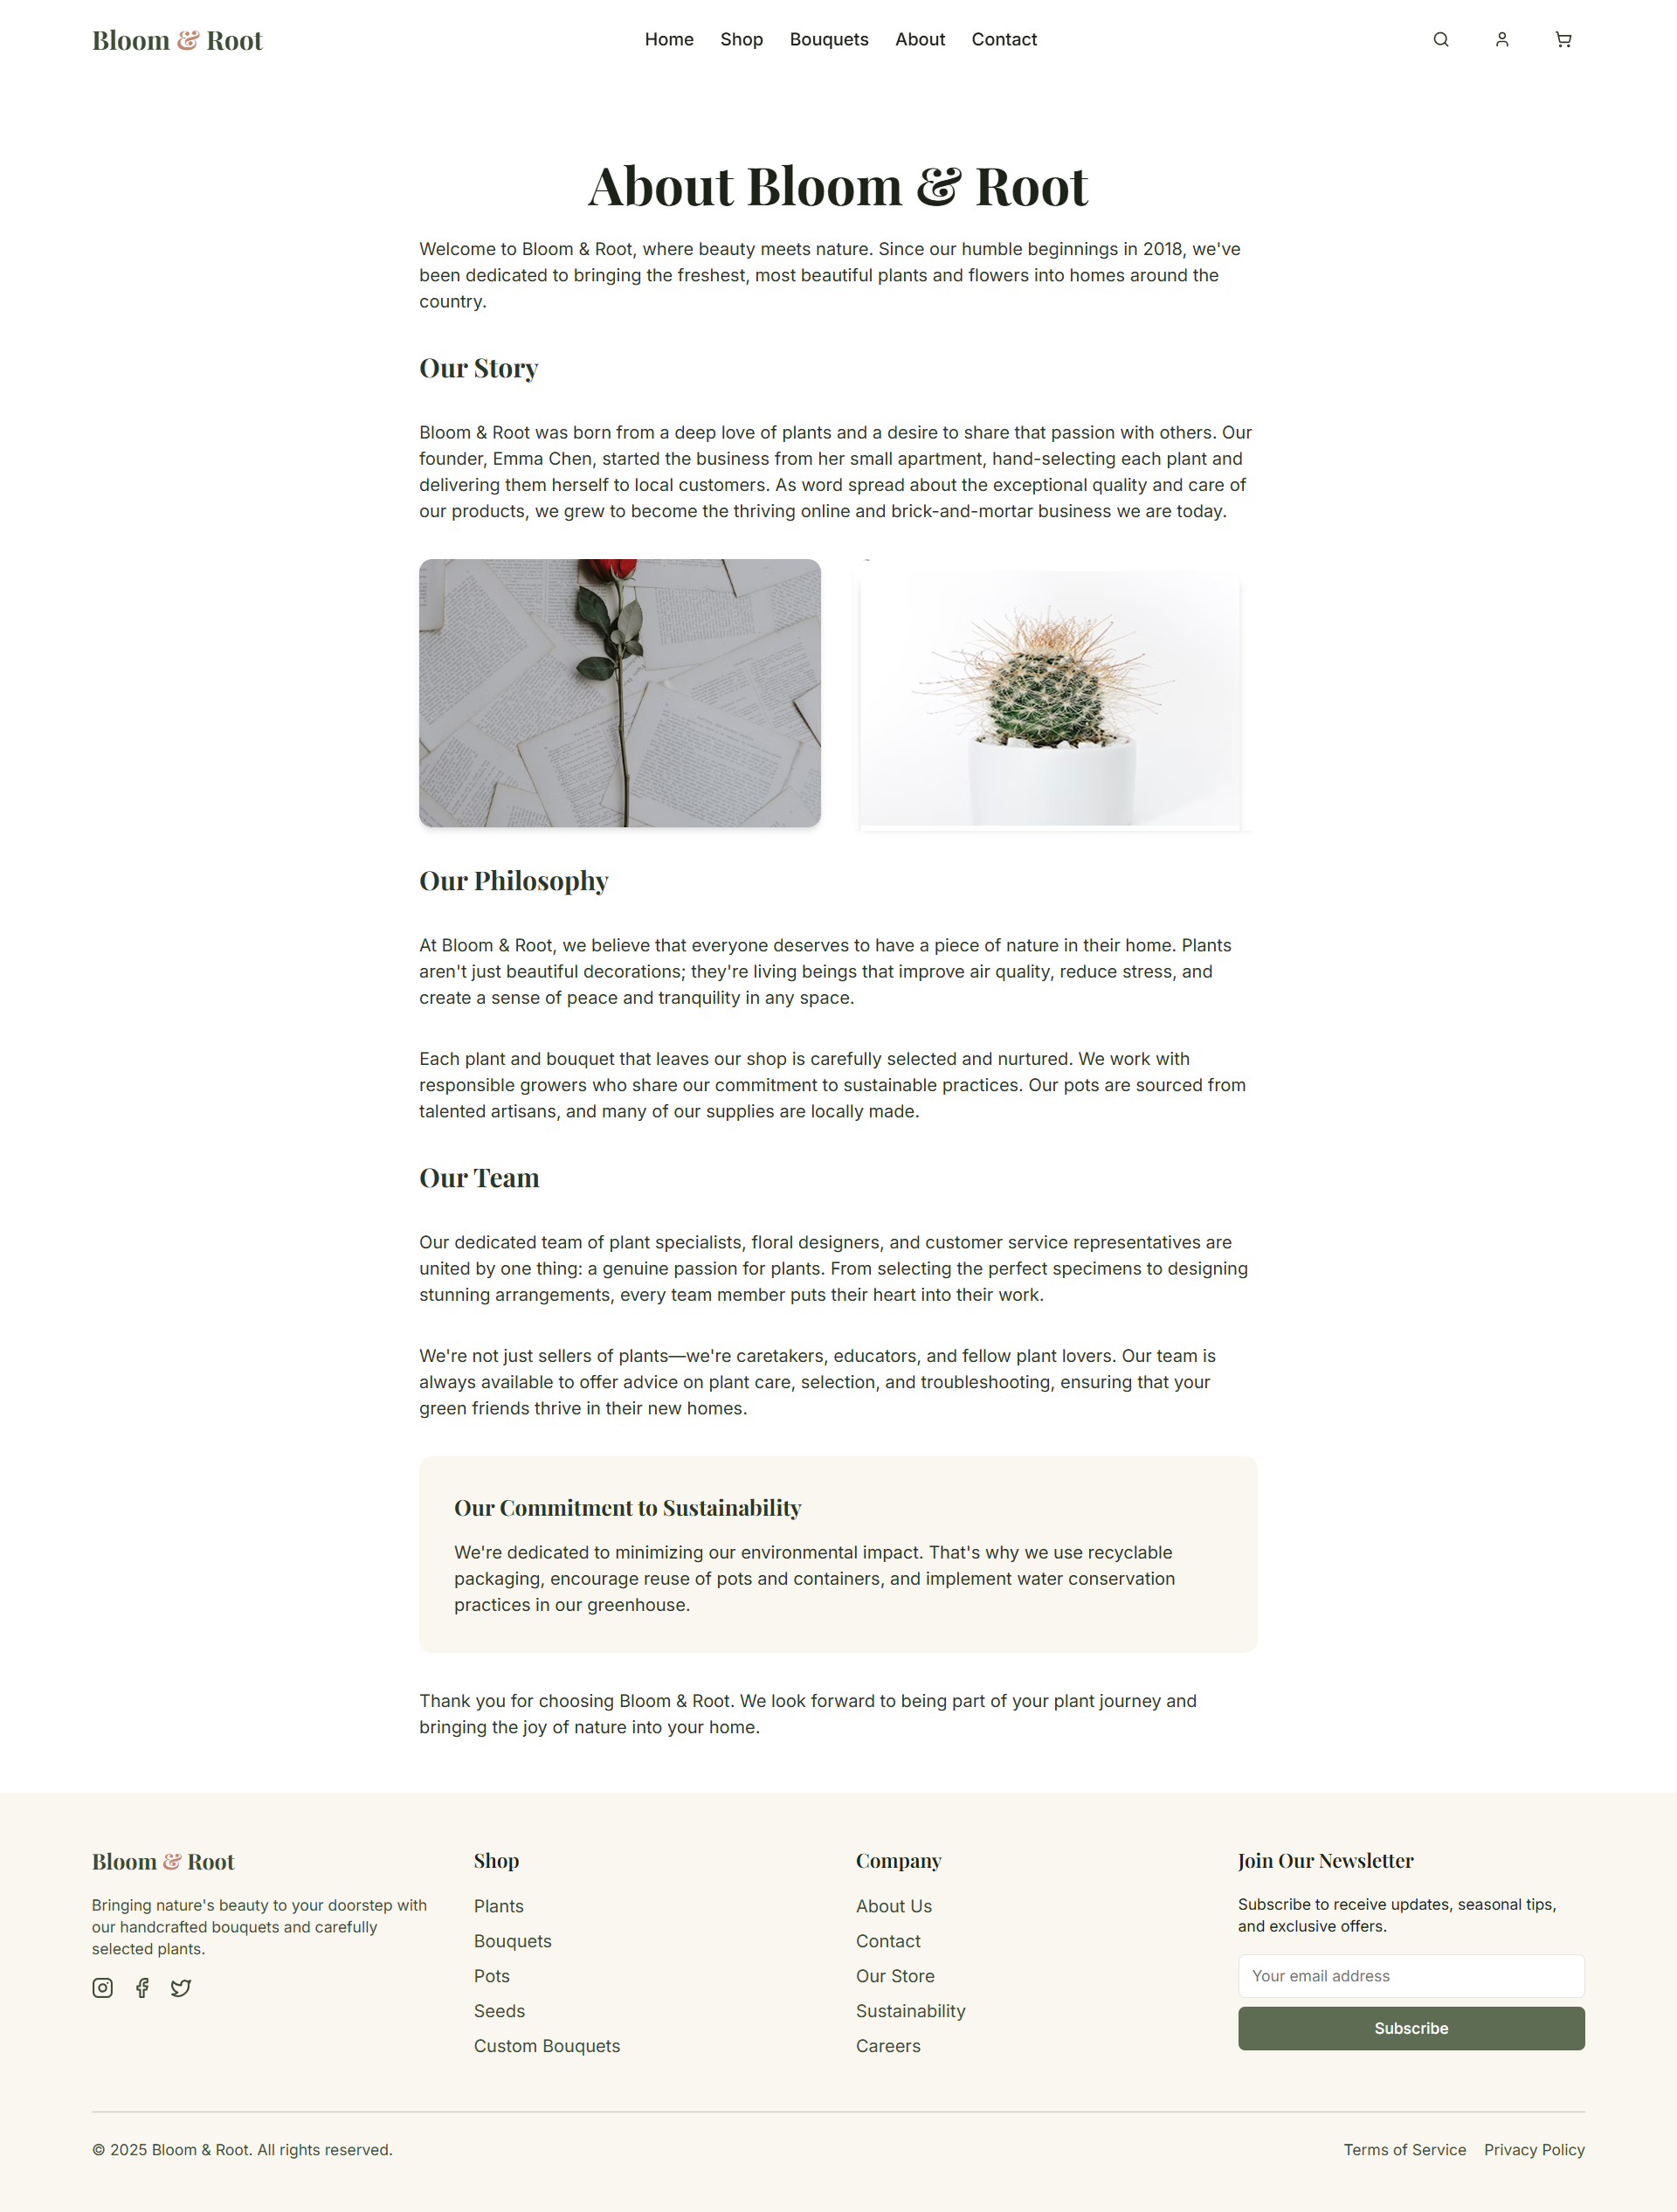 Bloom & Root
Home Shop Bouquets About Contact
About Bloom & Root
Welcome to Bloom & Root, where beauty meets nature. Since our humble beginnings in 2018, we've
been dedicated to bringing the freshest, most beautiful plants and flowers into homes around the
country.
Our Story
Bloom & Root was born from a deep love of plants and a desire to share that passion with others. Our
founder, Emma Chen, started the business from her small apartment, hand-selecting each plant and
delivering them herself to local customers. As word spread about the exceptional quality and care of
our products, we grew to become the thriving online and brick-and-mortar business we are today.
Our Philosophy
At Bloom & Root, we believe that everyone deserves to have a piece of nature in their home. Plants
aren't just beautiful decorations; they're living beings that improve air quality, reduce stress, and
create a sense of peace and tranquility in any space.
Each plant and bouquet that leaves our shop is carefully selected and nurtured. We work with
responsible growers who share our commitment to sustainable practices. Our pots are sourced from
talented artisans, and many of our supplies are locally made.
Our Team
Our dedicated team of plant specialists, floral designers, and customer service representatives are
united by one thing: a genuine passion for plants. From selecting the perfect specimens to designing
stunning arrangements, every team member puts their heart into their work.
We're not just sellers of plants—we're caretakers, educators, and fellow plant lovers. Our team is
always available to offer advice on plant care, selection, and troubleshooting, ensuring that your
green friends thrive in their new homes.
Our Commitment to Sustainability
We're dedicated to minimizing our environmental impact. That's why we use recyclable
packaging, encourage reuse of pots and containers, and implement water conservation
practices in our greenhouse.
Thank you for choosing Bloom & Root. We look forward to being part of your plant journey and
bringing the joy of nature into your home.
Bloom & Root
Bringing nature's beauty to your doorstep with
our handcrafted bouquets and carefully
selected plants.
Shop
Plants
Bouquets
Pots
Seeds
Custom Bouquets
Company
About Us
Contact
Our Store
Sustainability
Careers
Join Our Newsletter
Subscribe to receive updates, seasonal tips,
and exclusive offers.
Your email address
Subscribe
© 2025 Bloom & Root. All rights reserved.
Terms of Service Privacy Policy